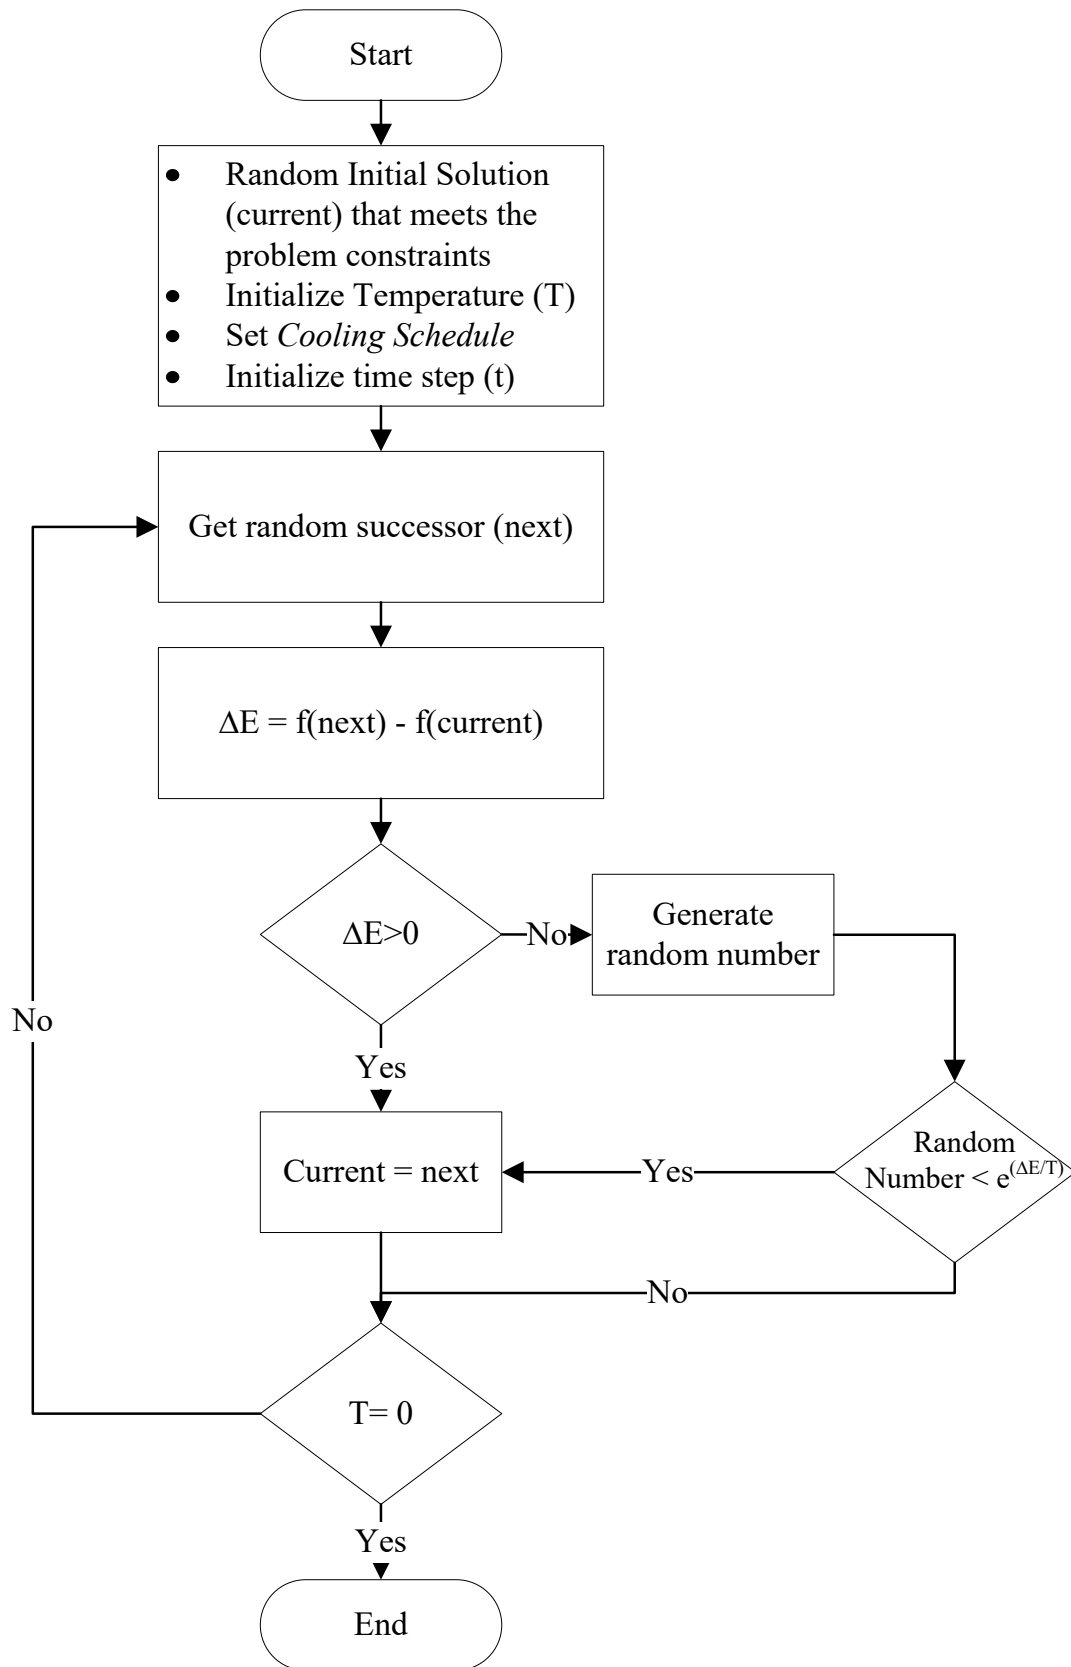 Start
• Random Initial Solution
(current) that meets the
problem constraints
• Initialize Temperature (T)
• Set Cooling Schedule
• Initialize time step (t)
Get random successor (next)
ΔE = f(next) - f(current)
ΔE>0
No
Generate
random number
No
Yes
Random
Number < e^(ΔE/T)
Current = next
Yes
No
T= 0
Yes
End